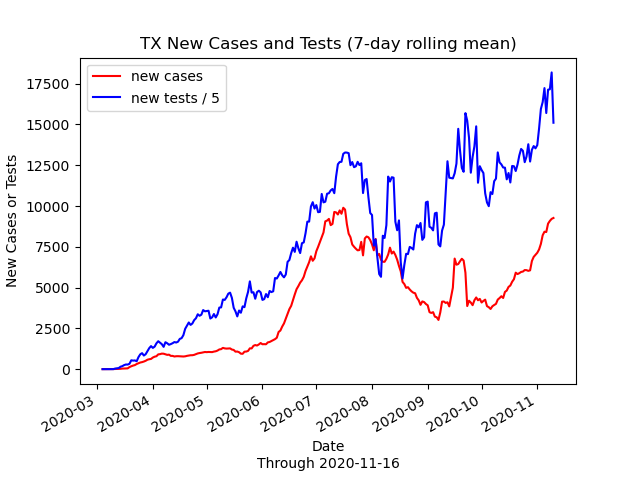 TX New Cases and Tests (7-day rolling mean)
new cases
new tests / 5
17500
15000
12500
10000
7500
5000
2500
0
New Cases or Tests
2020-03
2020-04
2020-05
2020-06
2020-07
2020-08
2020-09
2020-10
2020-11
Date
Through 2020-11-16